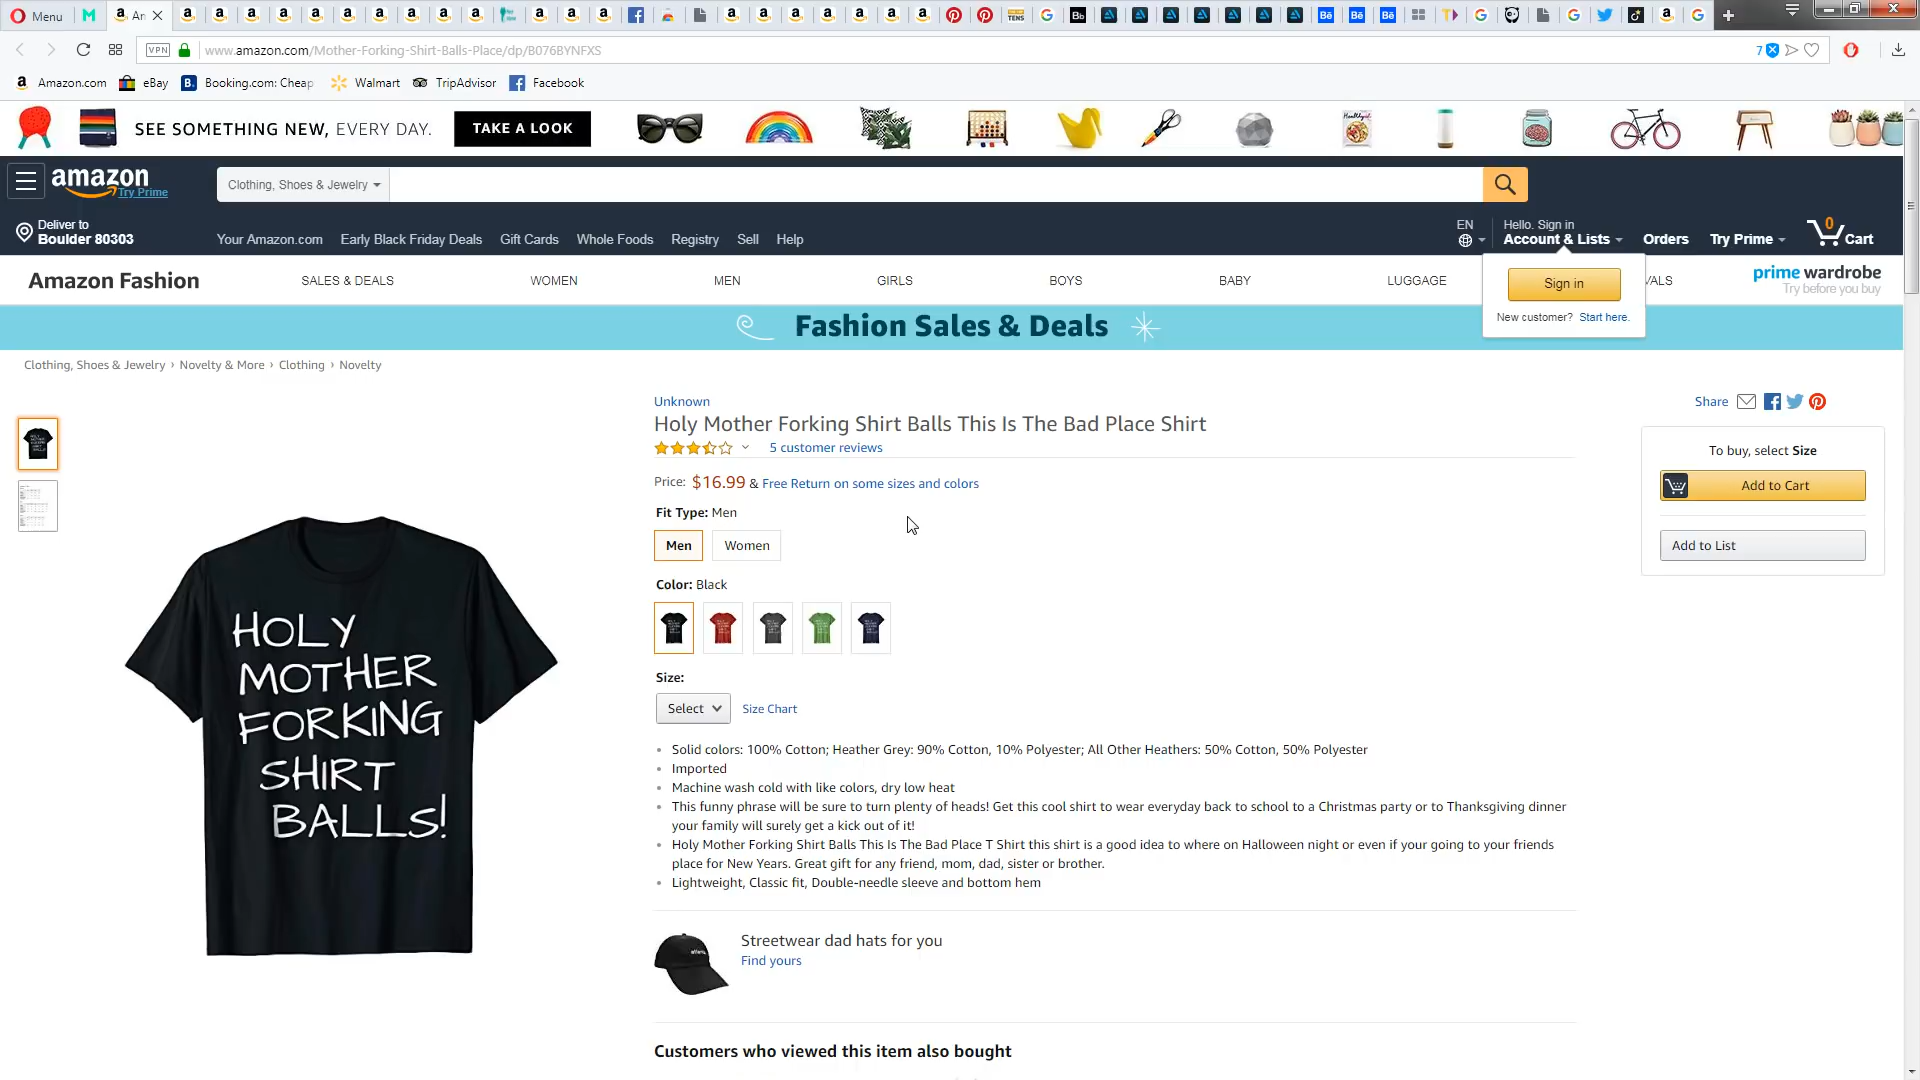 Menu
An
VPN
www.amazon.com/Mother-Forking-Shirt-Balls-Place/dp/B076BYNFXS
7
Amazon.com
eBay
Booking.com: Cheap
Walmart
TripAdvisor
Facebook
SEE SOMETHING NEW, EVERY DAY.
TAKE A LOOK
amazon
Try Prime
Clothing, Shoes & Jewelry
Deliver to
Boulder 80303
Your Amazon.com
Early Black Friday Deals
Gift Cards
Whole Foods
Registry
Sell
Help
EN
Hello. Sign in
Account & Lists
Orders
Try Prime
0
Cart
Amazon Fashion
SALES & DEALS
WOMEN
MEN
GIRLS
BOYS
BABY
LUGGAGE
VALS
prime wardrobe
Try before you buy
Sign in
New customer? Start here.
Fashion Sales & Deals
Clothing, Shoes & Jewelry › Novelty & More › Clothing › Novelty
Unknown
Holy Mother Forking Shirt Balls This Is The Bad Place Shirt
5 customer reviews
Price: $16.99 & Free Return on some sizes and colors
Fit Type: Men
Men
Women
Color: Black
Size:
Select
Size Chart
Solid colors: 100% Cotton; Heather Grey: 90% Cotton, 10% Polyester; All Other Heathers: 50% Cotton, 50% Polyester
Imported
Machine wash cold with like colors, dry low heat
This funny phrase will be sure to turn plenty of heads! Get this cool shirt to wear everyday back to school to a Christmas party or to Thanksgiving dinner
your family will surely get a kick out of it!
Holy Mother Forking Shirt Balls This Is The Bad Place T Shirt this shirt is a good idea to where on Halloween night or even if your going to your friends
place for New Years. Great gift for any friend, mom, dad, sister or brother.
Lightweight, Classic fit, Double-needle sleeve and bottom hem
Streetwear dad hats for you
Find yours
Customers who viewed this item also bought
Share
To buy, select Size
Add to Cart
Add to List
HOLY
MOTHER
FORKING
SHIRT
BALLS!